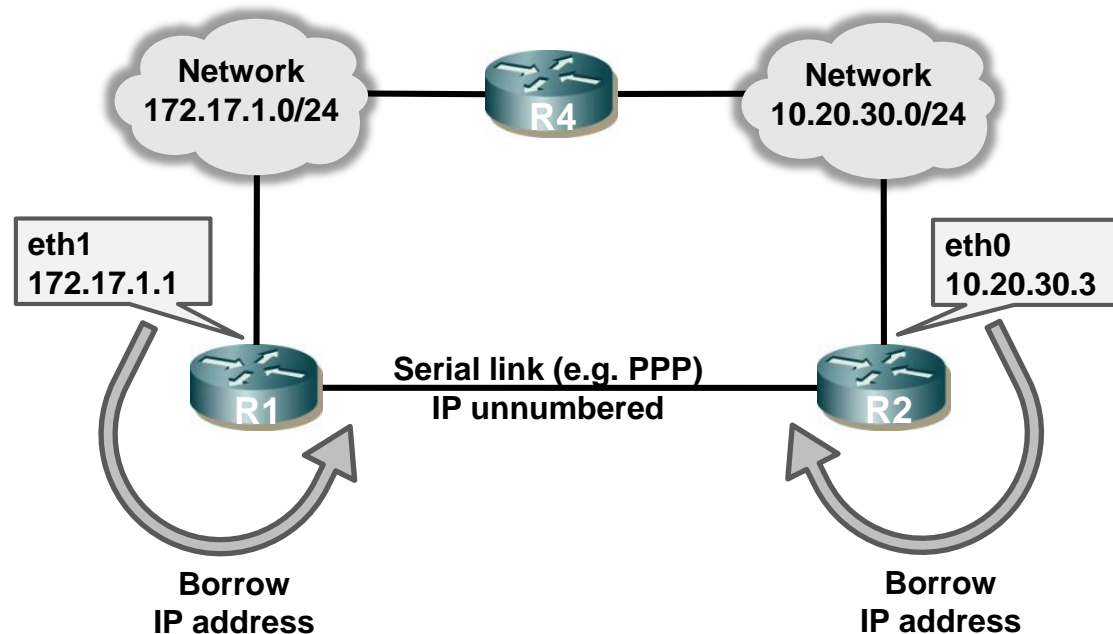 Network
172.17.1.0/24
R4
Network
10.20.30.0/24
eth1
172.17.1.1
eth0
10.20.30.3
R1
Serial link (e.g. PPP)
IP unnumbered
R2
Borrow
IP address
Borrow
IP address